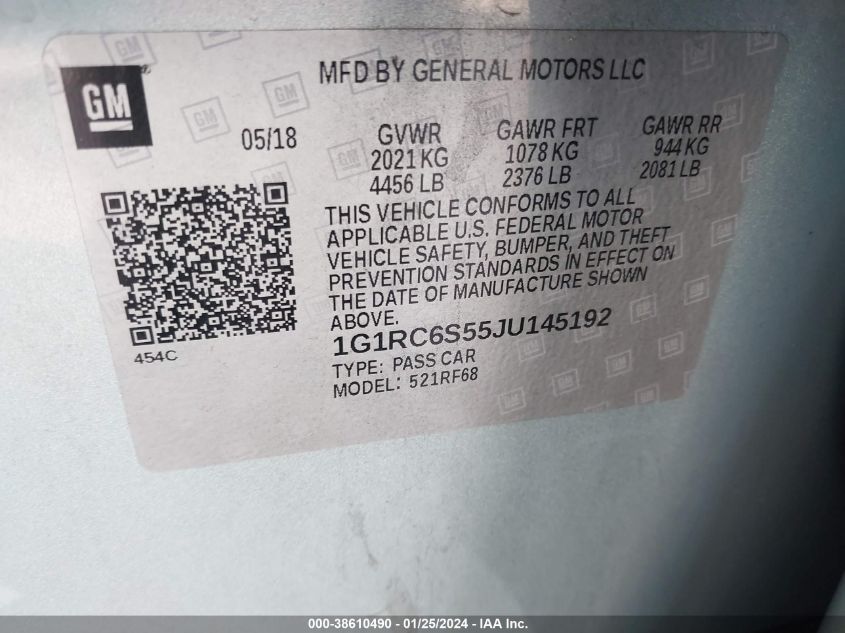 GM
MFD BY GENERAL MOTORS LLC
05/18
GVWR GAWR FRT GAWR RR
2021 KG 1078 KG 944 KG
4456 LB 2376 LB 2081 LB
THIS VEHICLE CONFORMS TO ALL
APPLICABLE U.S. FEDERAL MOTOR
VEHICLE SAFETY, BUMPER, AND THEFT
PREVENTION STANDARDS IN EFFECT ON
THE DATE OF MANUFACTURE SHOWN
ABOVE.
454C
1G1RC6S55JU145192
TYPE: PASS CAR
MODEL: 521RF68
000-38610490 - 01/25/2024 - IAA, Inc.